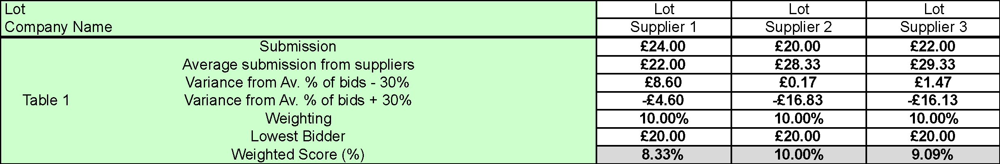 Lot Lot Lot Lot
Company Name Supplier 1 Supplier 2 Supplier 3
Submission £24.00 £20.00 £22.00
Average submission from suppliers £22.00 £28.33 £29.33
Variance from Av. % of bids - 30% £8.60 £0.17 £1.47
Table 1 Variance from Av. % of bids + 30% -£4.60 -£16.83 -£16.13
Weighting 10.00% 10.00% 10.00%
Lowest Bidder £20.00 £20.00 £20.00
Weighted Score (%) 8.33% 10.00% 9.09%